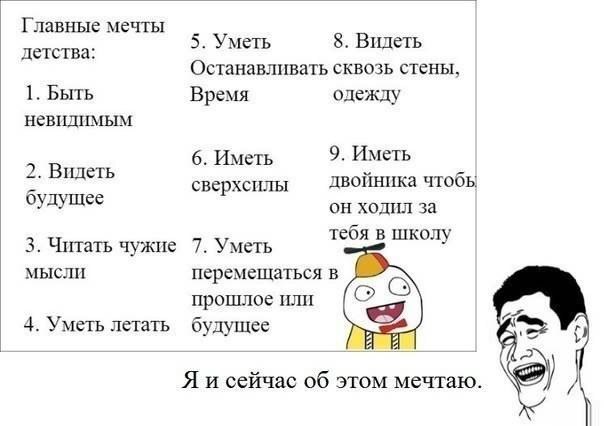 Главные мечты
детства:
1. Быть
невидимым
2. Видеть
будущее
3. Читать чужие
мысли
4. Уметь летать
5. Уметь
Останавливать
Время
6. Иметь
сверхсилы
7. Уметь
перемещаться в
прошлое или
будущее
8. Видеть
сквозь стены,
одежду
9. Иметь
двойника чтобы
он ходил за
тебя в школу
Я и сейчас об этом мечтаю.